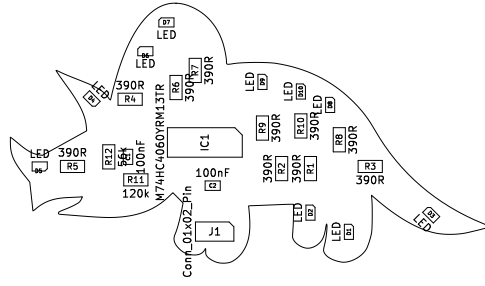 D7
LED
D6
LED
R7
390R
R6
390R
LED
D4
390R
R4
M74HC4060YRM13TR
IC1
LED
D9
LED
D10
LED
D8
R9
390R
R10
390R
R8
390R
LED
D5
390R
R5
R12
56k
C1
100nF
R11
120k
100nF
C2
390R
R2
390R
R1
R3
390R
Conn_01x02_Pin
J1
LED
D2
LED
D1
D3
LED